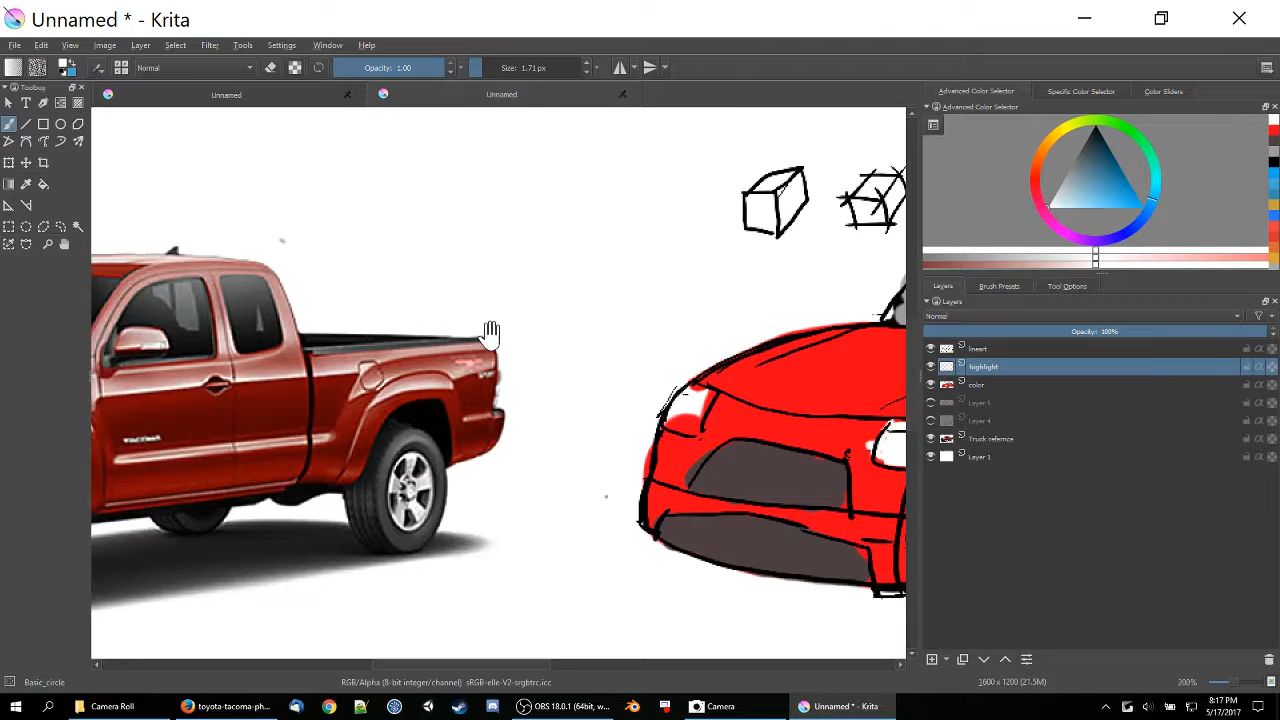 Unnamed * - Krita
File Edit View Image Layer Select Filter Tools Settings Window Help
Normal Opacity: 1.00 Size: 1.71 px
Toolbox
Unnamed Unnamed
Advanced Color Selector Specific Color Selector Color Sliders
Advanced Color Selector
TACOMA
Layers Brush Presets Tool Options
Layers
Normal
Opacity: 100%
lineart
highlight
color
Layer 5
Layer 4
Truck refernce
Layer 1
Basic_circle RGB/Alpha (8-bit integer/channel) sRGB-elle-V2-srgbtrc.icc 1600 x 1200 (21.5M) 200%
Camera Roll toyota-tacoma-ph... OBS 18.0.1 (64bit, w... Camera Unnamed * - Krita 8:17 PM
5/17/2017